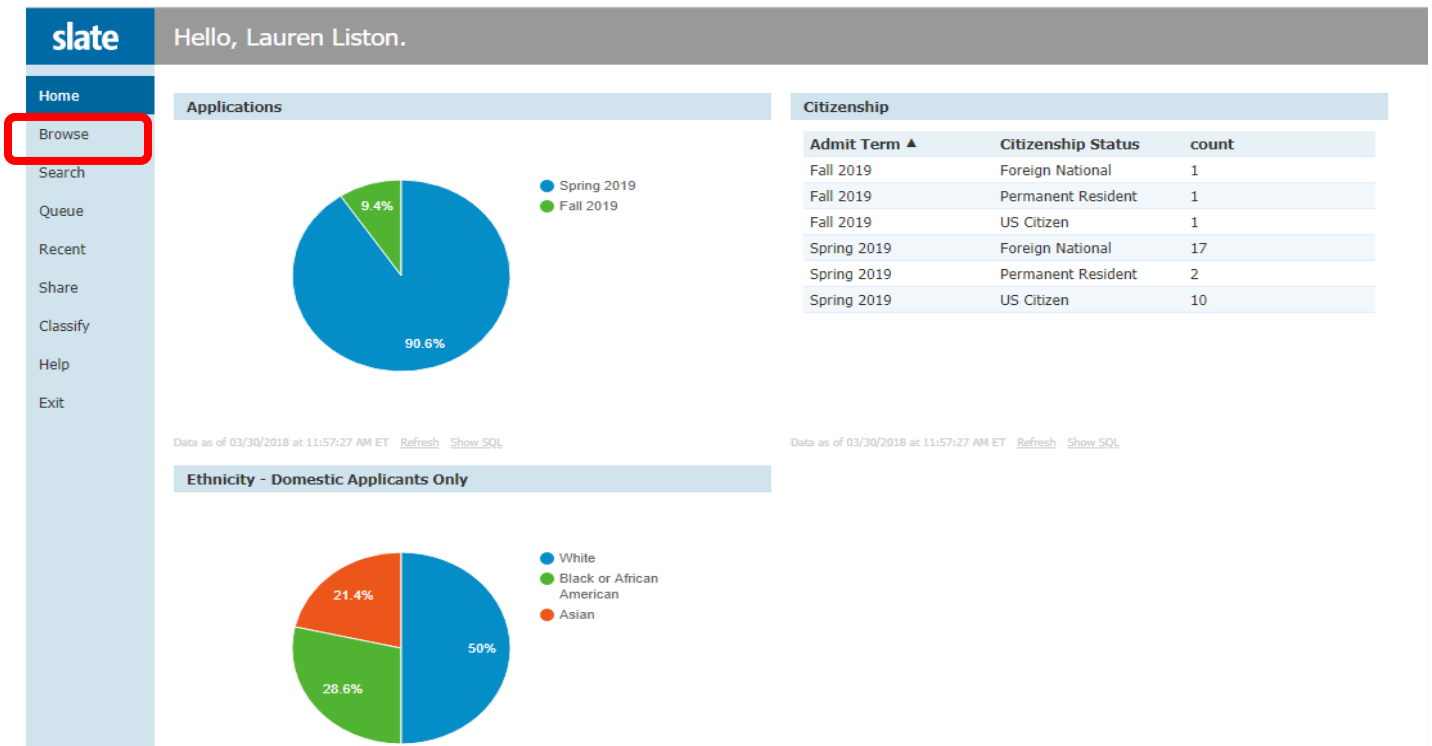 slate
Hello, Lauren Liston.
Home
Browse
Search
Queue
Recent
Share
Classify
Help
Exit
Applications
9.4%
90.6%
Spring 2019
Fall 2019
Data as of 03/30/2018 at 11:57:27 AM ET Refresh Show SQL
Citizenship
Admit Term ▲ Citizenship Status count
Fall 2019 Foreign National 1
Fall 2019 Permanent Resident 1
Fall 2019 US Citizen 1
Spring 2019 Foreign National 17
Spring 2019 Permanent Resident 2
Spring 2019 US Citizen 10
Data as of 03/30/2018 at 11:57:27 AM ET Refresh Show SQL
Ethnicity - Domestic Applicants Only
21.4%
50%
28.6%
White
Black or African
American
Asian